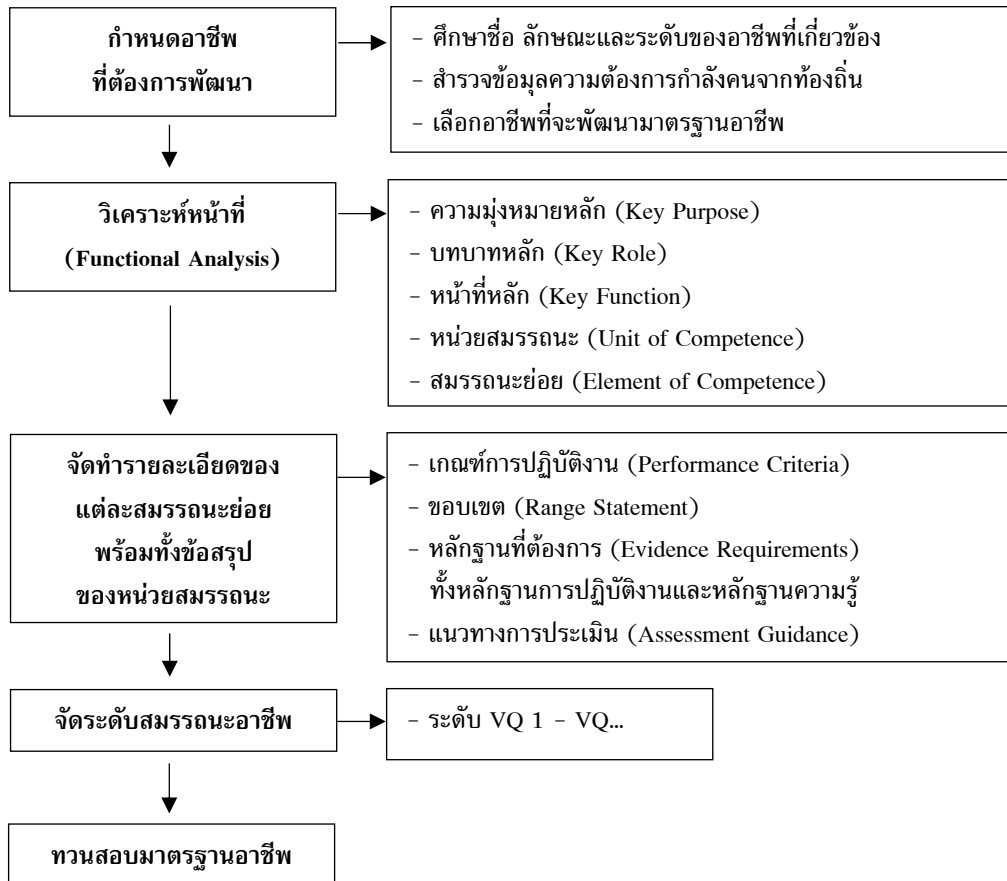 กำหนดอาชีพ
ที่ต้องการพัฒนา
- ศึกษาชื่อ ลักษณะและระดับของอาชีพที่เกี่ยวข้อง
- สำรวจข้อมูลความต้องการกำลังคนจากท้องถิ่น
- เลือกอาชีพที่จะพัฒนามาตรฐานอาชีพ
วิเคราะห์หน้าที่
(Functional Analysis)
- ความมุ่งหมายหลัก (Key Purpose)
- บทบาทหลัก (Key Role)
- หน้าที่หลัก (Key Function)
- หน่วยสมรรถนะ (Unit of Competence)
- สมรรถนะย่อย (Element of Competence)
จัดทำรายละเอียดของ
แต่ละสมรรถนะย่อย
พร้อมทั้งข้อสรุป
ของหน่วยสมรรถนะ
- เกณฑ์การปฏิบัติงาน (Performance Criteria)
- ขอบเขต (Range Statement)
- หลักฐานที่ต้องการ (Evidence Requirements)
ทั้งหลักฐานการปฏิบัติงานและหลักฐานความรู้
- แนวทางการประเมิน (Assessment Guidance)
จัดระดับสมรรถนะอาชีพ
- ระดับ VQ 1 - VQ...
ทวนสอบมาตรฐานอาชีพ